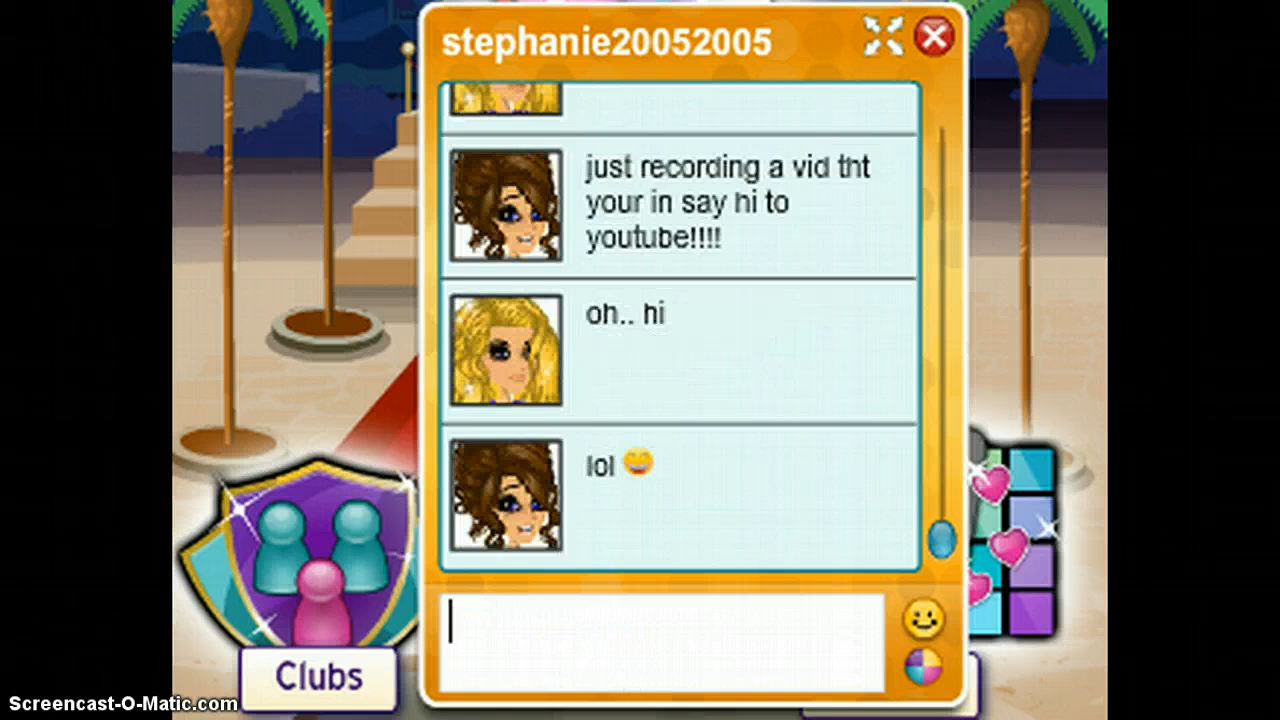 stephanie20052005
just recording a vid tht
your in say hi to
youtube!!!!
oh.. hi
lol
Clubs
Screencast-O-Matic.com